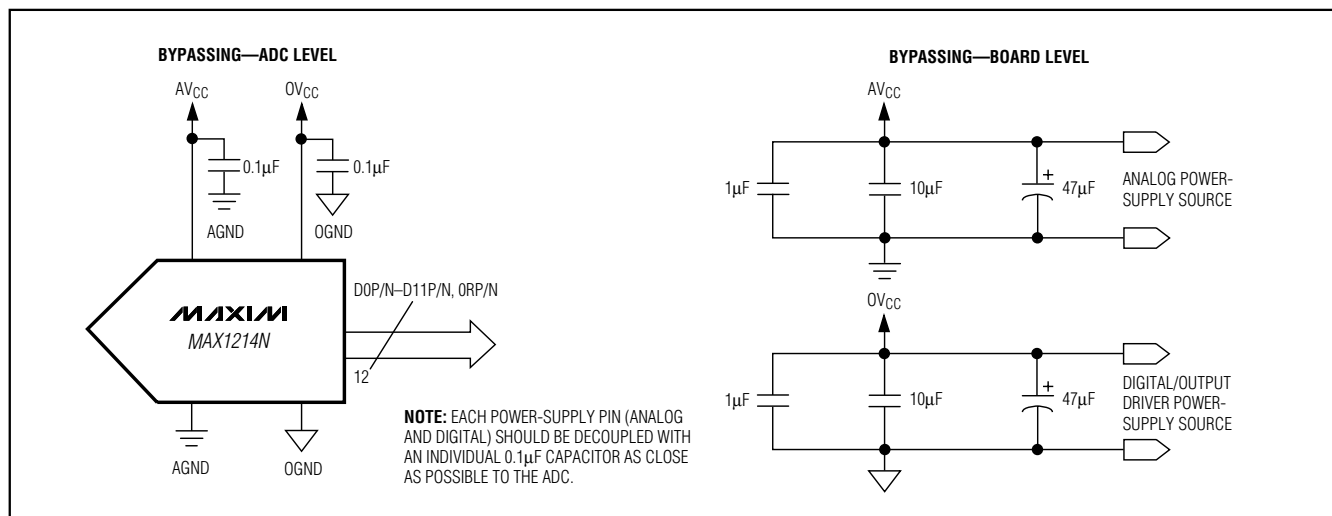 BYPASSING—ADC LEVEL
AVCC
OVCC
0.1µF
0.1µF
AGND
OGND
MAXIM
MAX1214N
D0P/N–D11P/N, 0RP/N
12
AGND
OGND
NOTE: EACH POWER-SUPPLY PIN (ANALOG
AND DIGITAL) SHOULD BE DECOUPLED WITH
AN INDIVIDUAL 0.1µF CAPACITOR AS CLOSE
AS POSSIBLE TO THE ADC.
BYPASSING—BOARD LEVEL
AVCC
1µF
10µF
+
47µF
ANALOG POWER-
SUPPLY SOURCE
OVCC
1µF
10µF
+
47µF
DIGITAL/OUTPUT
DRIVER POWER-
SUPPLY SOURCE